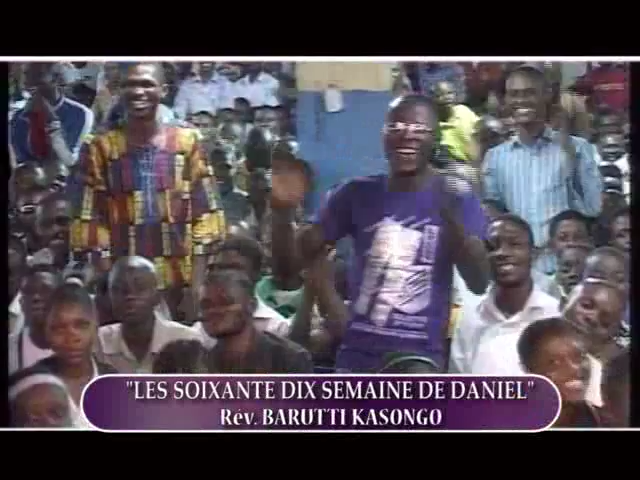 "LES SOIXANTE DIX SEMAINE DE DANIEL"
Rév. BARUTTI KASONGO